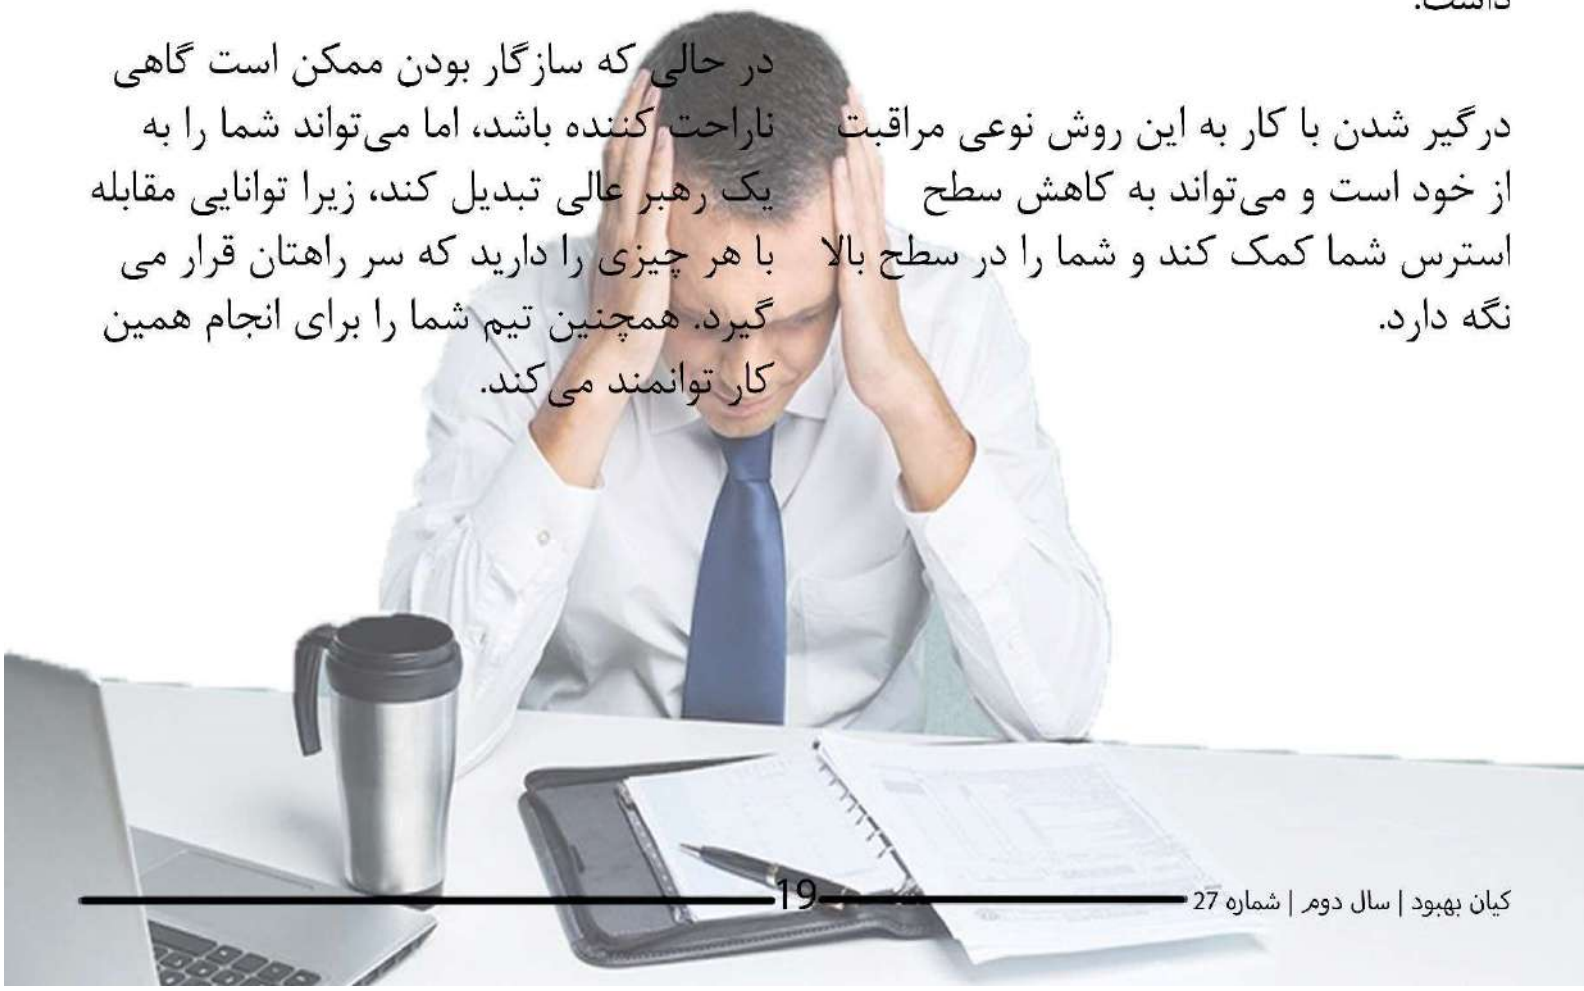 داشت.
درگیر شدن با کار به این روش نوعی مراقبت
از خود است و می‌تواند به کاهش سطح
استرس شما کمک کند و شما را در سطح بالا
نگه دارد.
در حالی که سازگار بودن ممکن است گاهی
ناراحت کننده باشد، اما می‌تواند شما را به
یک رهبر عالی تبدیل کند، زیرا توانایی مقابله
با هر چیزی را دارید که سر راهتان قرار می
گیرد. همچنین تیم شما را برای انجام همین
کار توانمند می‌کند.
کیان بهبود | سال دوم | شماره 27
19